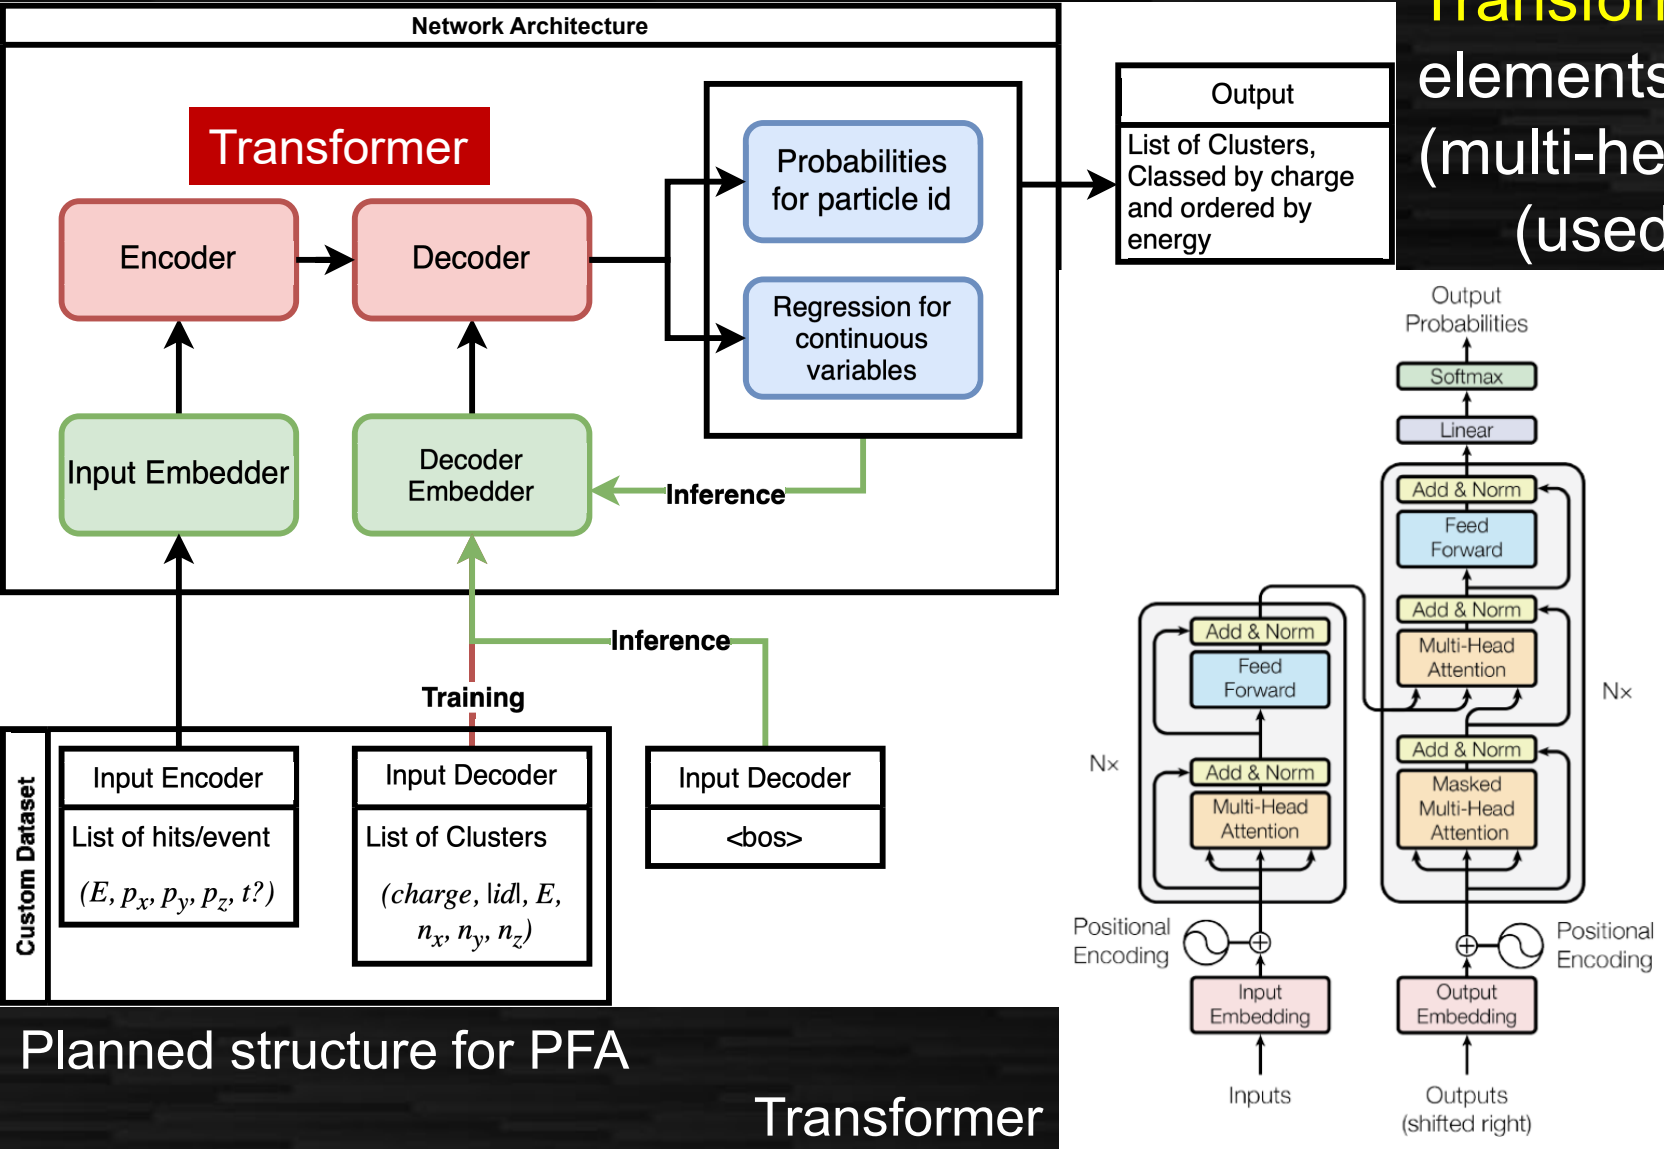 Network Architecture
Transformer
Encoder
Decoder
Probabilities
for particle id
Regression for
continuous
variables
Input Embedder
Decoder
Embedder
Inference
Inference
Training
Output
List of Clusters,
Classed by charge
and ordered by
energy
Custom Dataset
Input Encoder
List of hits/event
(E, px, py, pz, t?)
Input Decoder
List of Clusters
(charge, |id|, E,
nx, ny, nz)
Input Decoder
<bos>
Planned structure for PFA
Transformer
elements
(multi-he
(used
Output
Probabilities
Softmax
Linear
Add & Norm
Feed
Forward
Add & Norm
Multi-Head
Attention
Add & Norm
Masked
Multi-Head
Attention
Nx
Add & Norm
Feed
Forward
Add & Norm
Multi-Head
Attention
Nx
Positional
Encoding
Positional
Encoding
Input
Embedding
Output
Embedding
Inputs
Outputs
(shifted right)